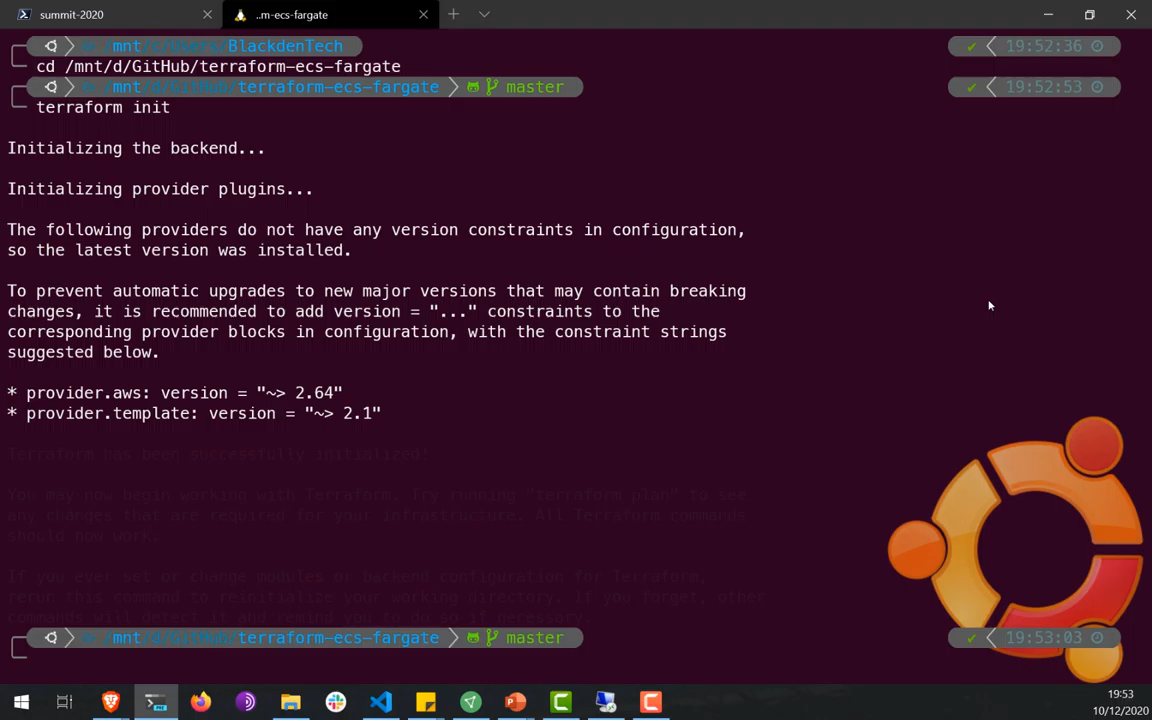 summit-2020
..m-ecs-fargate
/mnt/c/Users/BlackdenTech
19:52:36
cd /mnt/d/GitHub/terraform-ecs-fargate
/mnt/d/GitHub/terraform-ecs-fargate master
19:52:53
terraform init
Initializing the backend...
Initializing provider plugins...
The following providers do not have any version constraints in configuration,
so the latest version was installed.
To prevent automatic upgrades to new major versions that may contain breaking
changes, it is recommended to add version = "..." constraints to the
corresponding provider blocks in configuration, with the constraint strings
suggested below.
* provider.aws: version = "~> 2.64"
* provider.template: version = "~> 2.1"
Terraform has been successfully initialized!
You may now begin working with Terraform. Try running "terraform plan" to see
any changes that are required for your infrastructure. All Terraform commands
should now work.
If you ever set or change modules or backend configuration for Terraform,
rerun this command to reinitialize your working directory. If you forget, other
commands will detect it and remind you to do so if necessary.
/mnt/d/GitHub/terraform-ecs-fargate master
19:53:03
19:53
10/12/2020